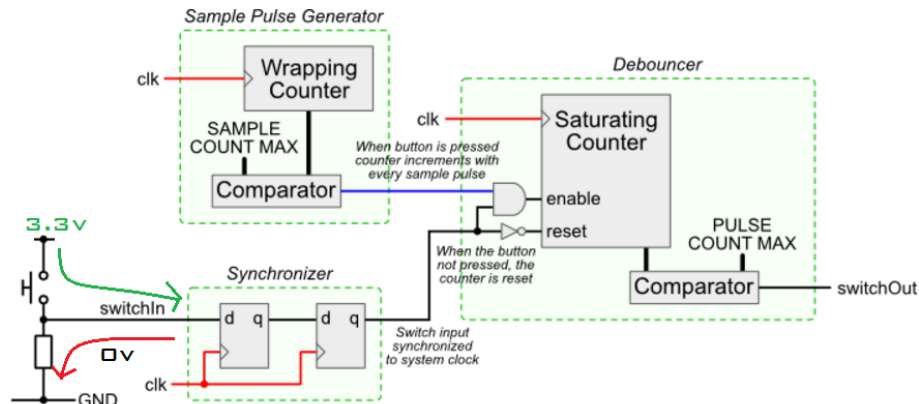 Sample Pulse Generator
clk
Wrapping
Counter
SAMPLE
COUNT MAX
Comparator
When button is pressed
counter increments with
every sample pulse
Debouncer
clk
Saturating
Counter
enable
reset
When the button
not pressed, the
counter is reset
PULSE
COUNT MAX
Comparator
switchOut
3.3v
Synchronizer
switchIn
d q
d q
Switch input
synchronized
to system clock
0v
clk
GND